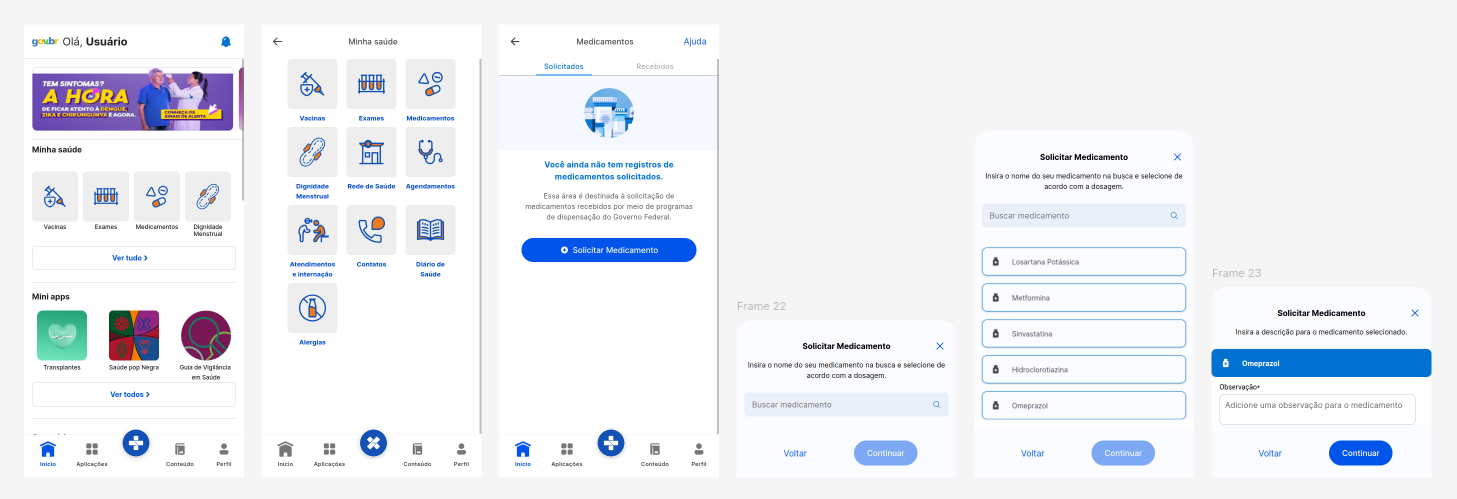 gov.br Olá, Usuário
TEM SINTOMAS?
A HORA
DE FICAR ATENTO À DENGUE,
ZIKA E CHIKUNGUNYA É AGORA.
CONHEÇA OS
SINAIS DE ALERTA
Minha saúde
Vacinas
Exames
Medicamentos
Dignidade
Menstrual
Ver tudo
Mini apps
Transplantes
Saúde pop Negra
Guia de Vigilância
em Saúde
Ver todos
Início
Aplicações
Conteúdo
Perfil
Minha saúde
Vacinas
Exames
Medicamentos
Dignidade
Menstrual
Rede de Saúde
Agendamentos
Atendimentos
e internação
Contatos
Diário de
Saúde
Alergias
Início
Aplicações
Conteúdo
Perfil
Medicamentos
Ajuda
Solicitados
Recebidos
Você ainda não tem registros de
medicamentos solicitados.
Essa área é destinada à solicitação de
medicamentos recebidos por meio de programas
de dispensação do Governo Federal.
Solicitar Medicamento
Início
Aplicações
Conteúdo
Perfil
Frame 22
Solicitar Medicamento
Insira o nome do seu medicamento na busca e selecione de
acordo com a dosagem.
Buscar medicamento
Voltar
Continuar
Solicitar Medicamento
Insira o nome do seu medicamento na busca e selecione de
acordo com a dosagem.
Buscar medicamento
Losartana Potássica
Metformina
Sinvastatina
Hidroclorotiazina
Omeprazol
Voltar
Continuar
Frame 23
Solicitar Medicamento
Insira a descrição para o medicamento selecionado.
Omeprazol
Observação*
Adicione uma observação para o medicamento
Voltar
Continuar